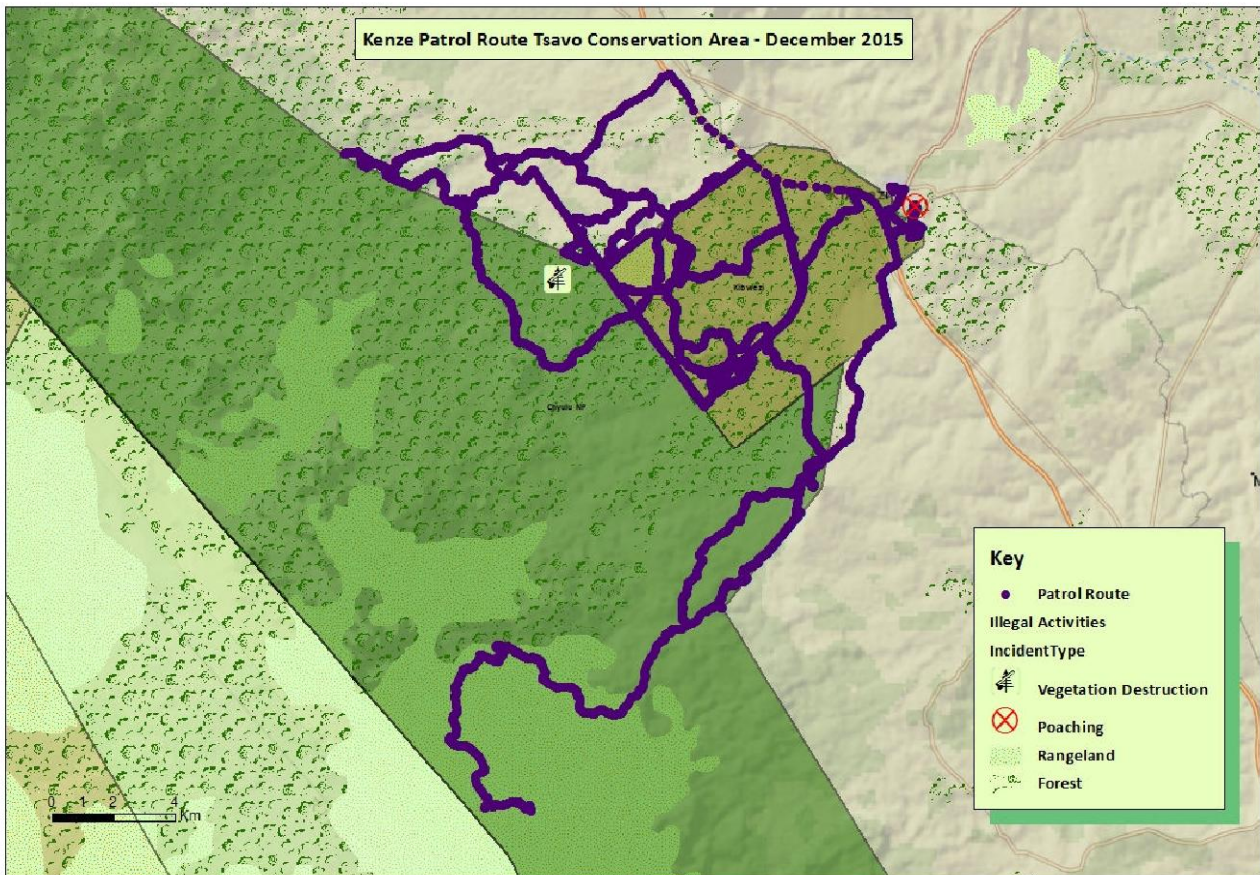 Kenze Patrol Route Tsavo Conservation Area - December 2015
Kibwezi
Chyulu NP
Key
Patrol Route
Illegal Activities
IncidentType
Vegetation Destruction
Poaching
Rangeland
Forest
0 1 2 4
Km